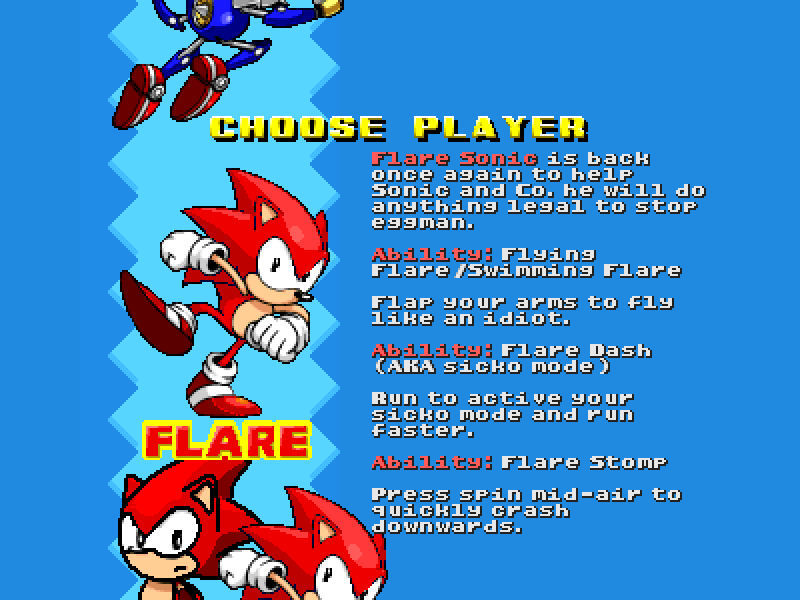 CHOOSE PLAYER
Flare Sonic is back
once again to help
Sonic and Co. he will do
anything legal to stop
eggman.
Ability: Flying
Flare/Swimming Flare
Flap your arms to fly
like an idiot.
Ability: Flare Dash
(AKA sicko mode)
Run to active your
sicko mode and run
faster.
FLARE
Ability: Flare Stomp
Press spin mid-air to
quickly crash
downwards.